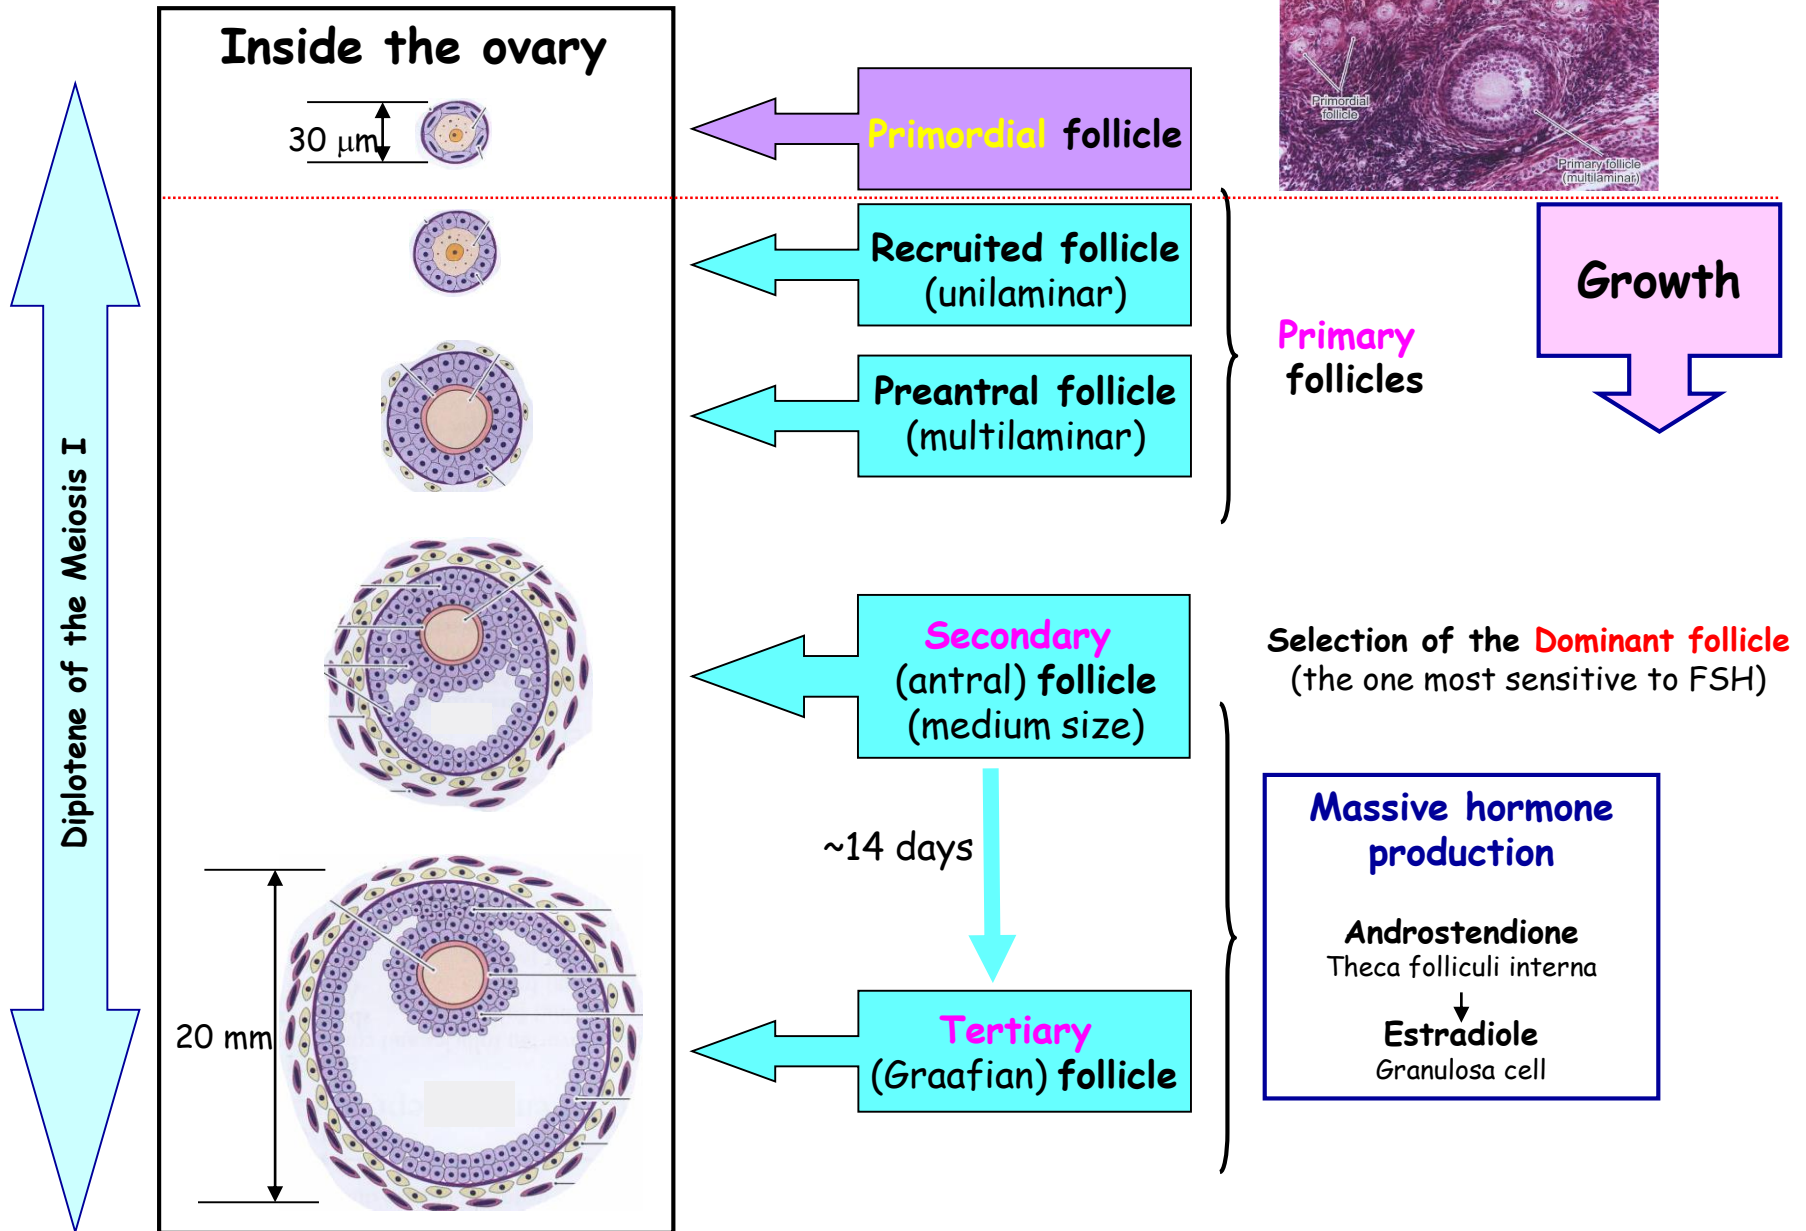 Inside the ovary
30 μm
Primordial follicle
Primordial
follicle
Primary follicle
(multilaminar)
Recruited follicle
(unilaminar)
Growth
Primary
follicles
Preantral follicle
(multilaminar)
Diplotene of the Meiosis I
Secondary
(antral) follicle
(medium size)
Selection of the Dominant follicle
(the one most sensitive to FSH)
~14 days
Massive hormone
production
Androstendione
Theca folliculi interna
Estradiole
Granulosa cell
20 mm
Tertiary
(Graafian) follicle